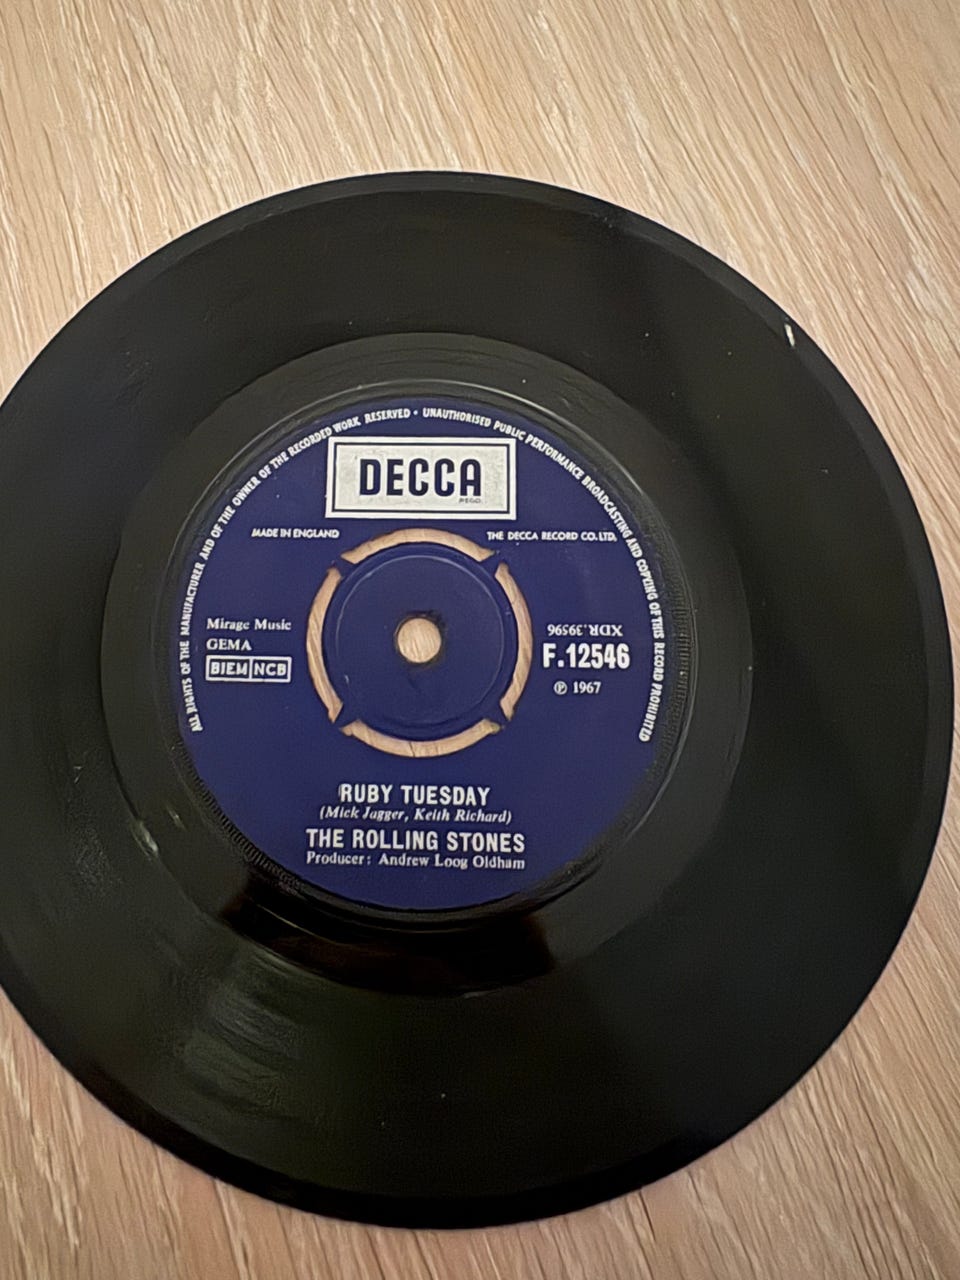 ALL RIGHTS OF THE MANUFACTURER AND OF THE OWNER OF THE RECORDED WORK RESERVED • UNAUTHORISED PUBLIC PERFORMANCE BROADCASTING AND COPYING OF THIS RECORD PROHIBITED
DECCA
REGD.
MADE IN ENGLAND
THE DECCA RECORD CO. LTD.
Mirage Music
GEMA
BIEM NCB
XDR.39596
F.12546
℗ 1967
RUBY TUESDAY
(Mick Jagger, Keith Richard)
THE ROLLING STONES
Producer: Andrew Loog Oldham